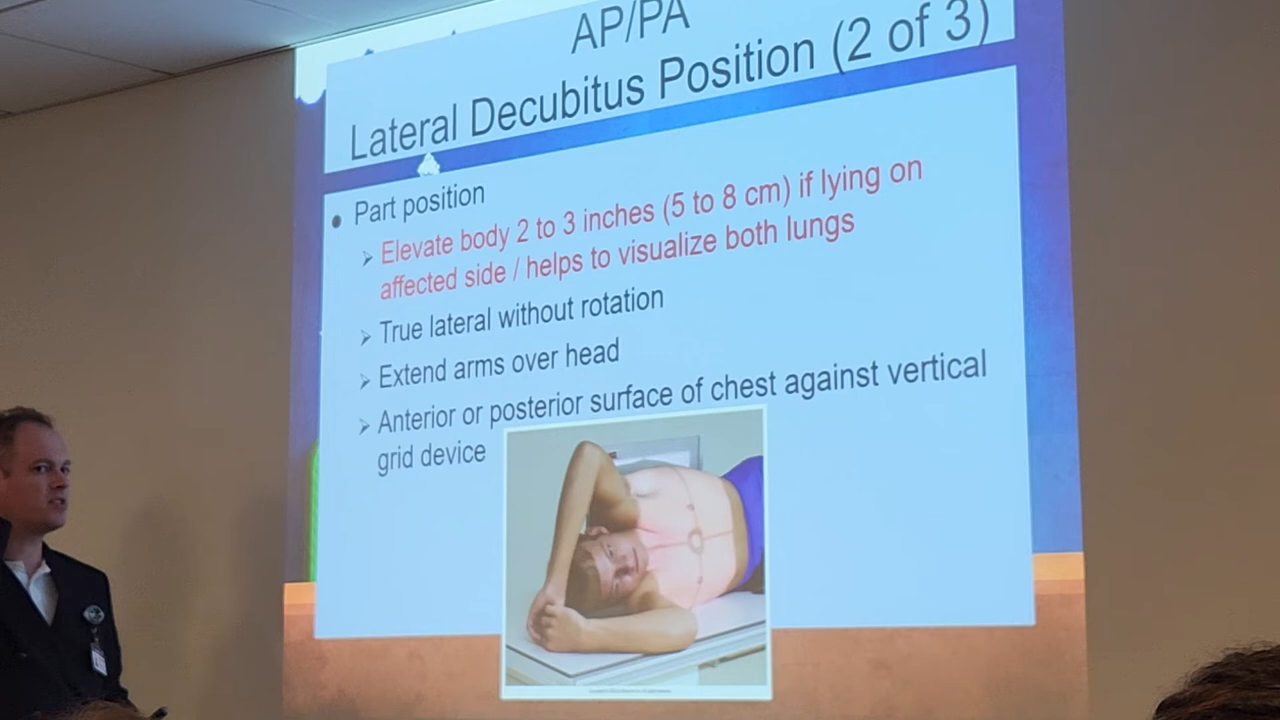 AP/PA
Lateral Decubitus Position (2 of 3)
Part position
Elevate body 2 to 3 inches (5 to 8 cm) if lying on
affected side / helps to visualize both lungs
True lateral without rotation
Extend arms over head
Anterior or posterior surface of chest against vertical
grid device